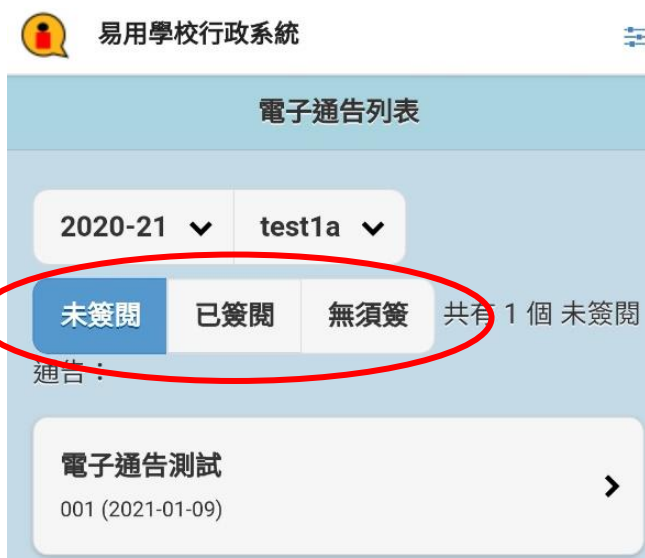 易用學校行政系統
電子通告列表
2020-21 test1a
未簽閱 已簽閱 無須簽 共有 1 個 未簽閱
通告：
電子通告測試
001 (2021-01-09)